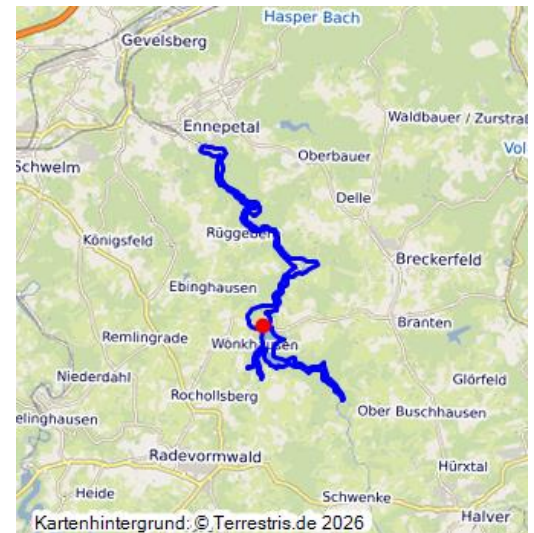 Hasper Bach
Gevelsberg
Ennepetal
Waldbauer / Zurstra
Oberbauer
Vol
Schwelm
Delle
Rüggeberg
Königsfeld
Breckerfeld
Ebinghausen
Branten
Remlingrade
Wönkhausen
Niederdahl
Glörfeld
Rochollsberg
Ober Buschhausen
elinghausen
Radevormwald
Hürxtal
Heide
Schwenke
Halver
Kartenhintergrund: © Terrestris.de 2026